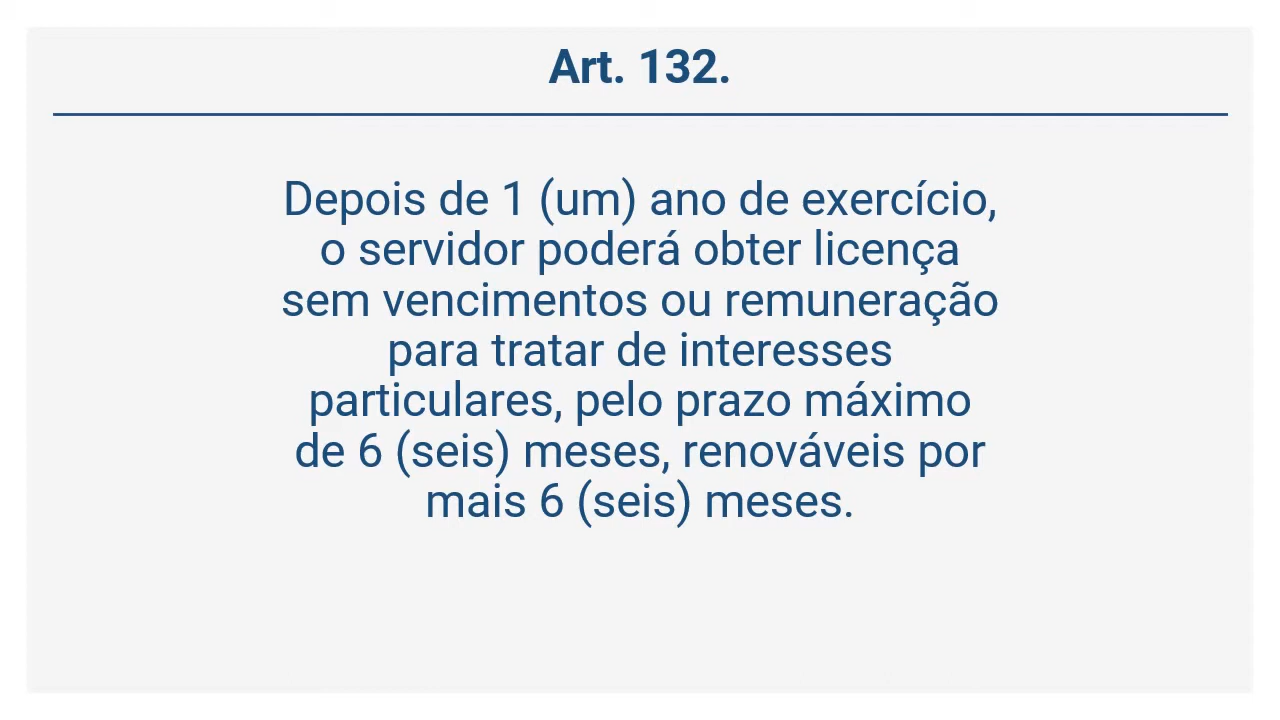 Art. 132.
Depois de 1 (um) ano de exercício,
o servidor poderá obter licença
sem vencimentos ou remuneração
para tratar de interesses
particulares, pelo prazo máximo
de 6 (seis) meses, renováveis por
mais 6 (seis) meses.